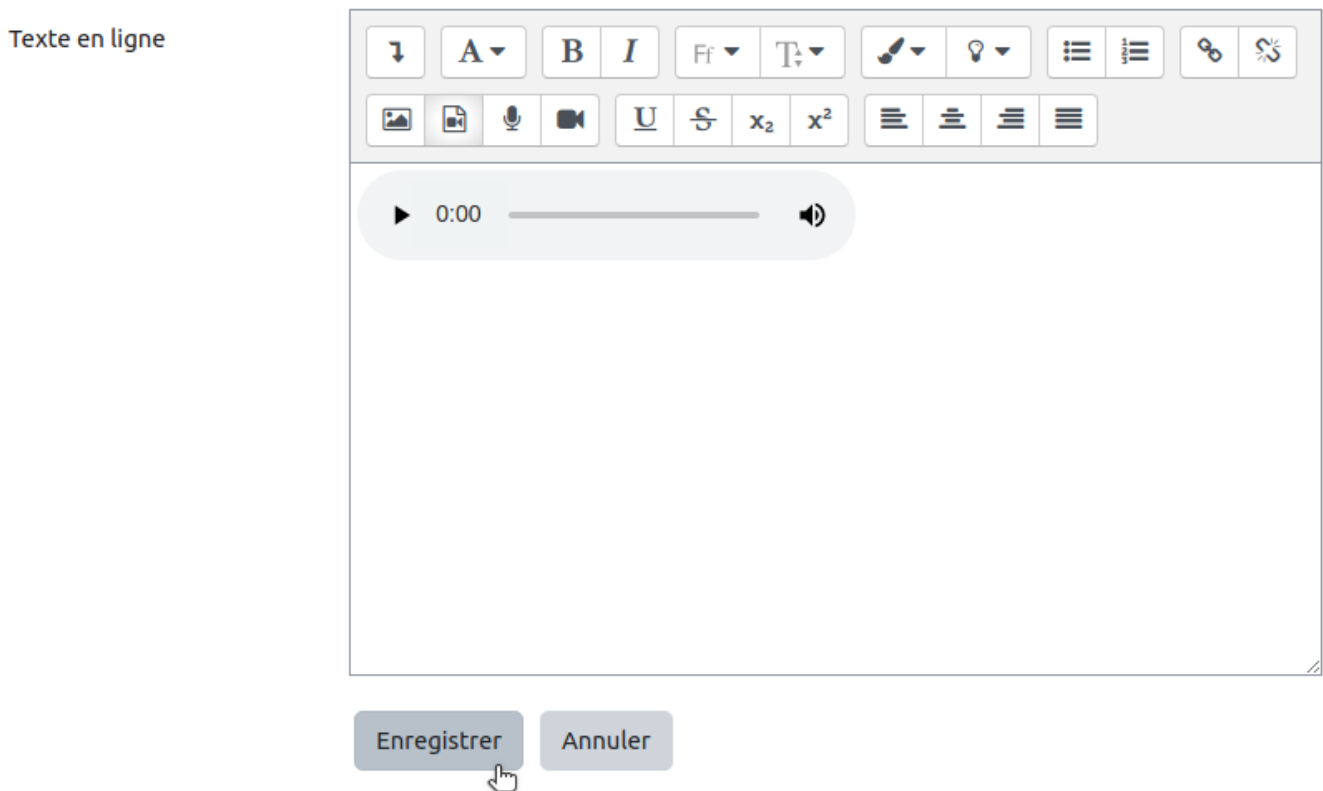 Texte en ligne
A B I Ff T
U S x₂ x²
0:00
Enregistrer Annuler